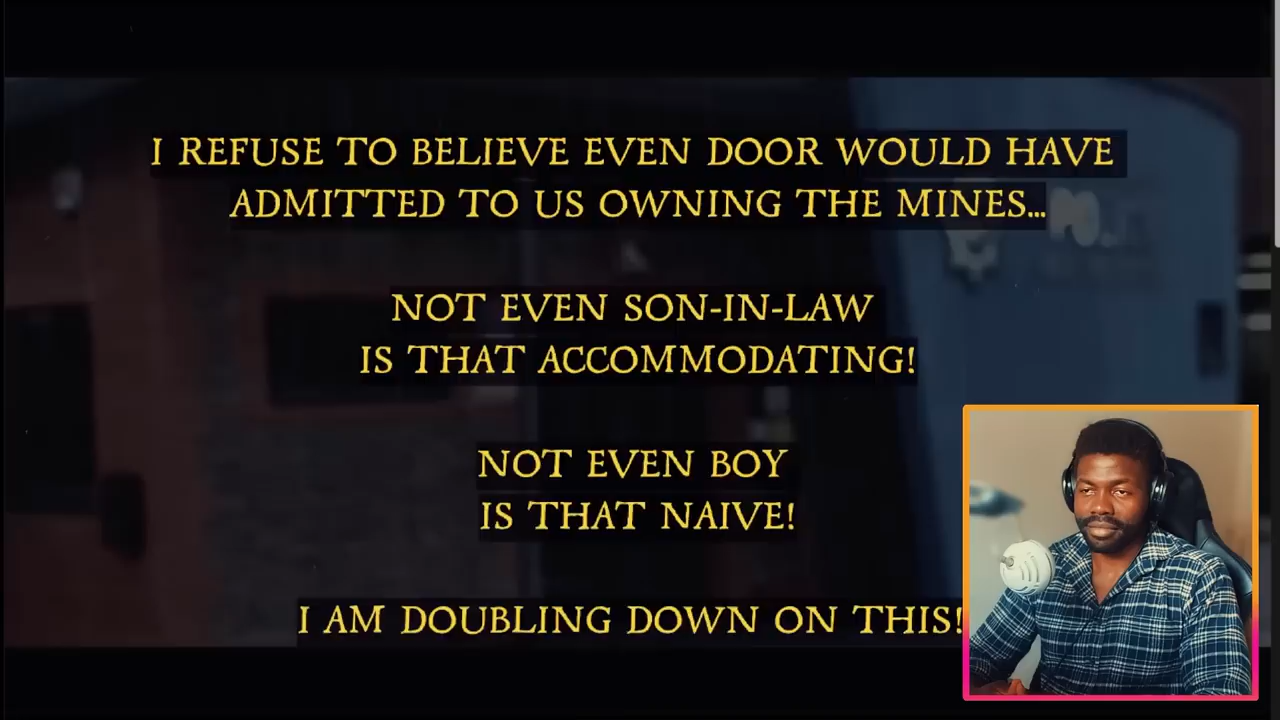 I REFUSE TO BELIEVE EVEN DOOR WOULD HAVE
ADMITTED TO US OWNING THE MINES...
NOT EVEN SON-IN-LAW
IS THAT ACCOMMODATING!
NOT EVEN BOY
IS THAT NAIVE!
I AM DOUBLING DOWN ON THIS!